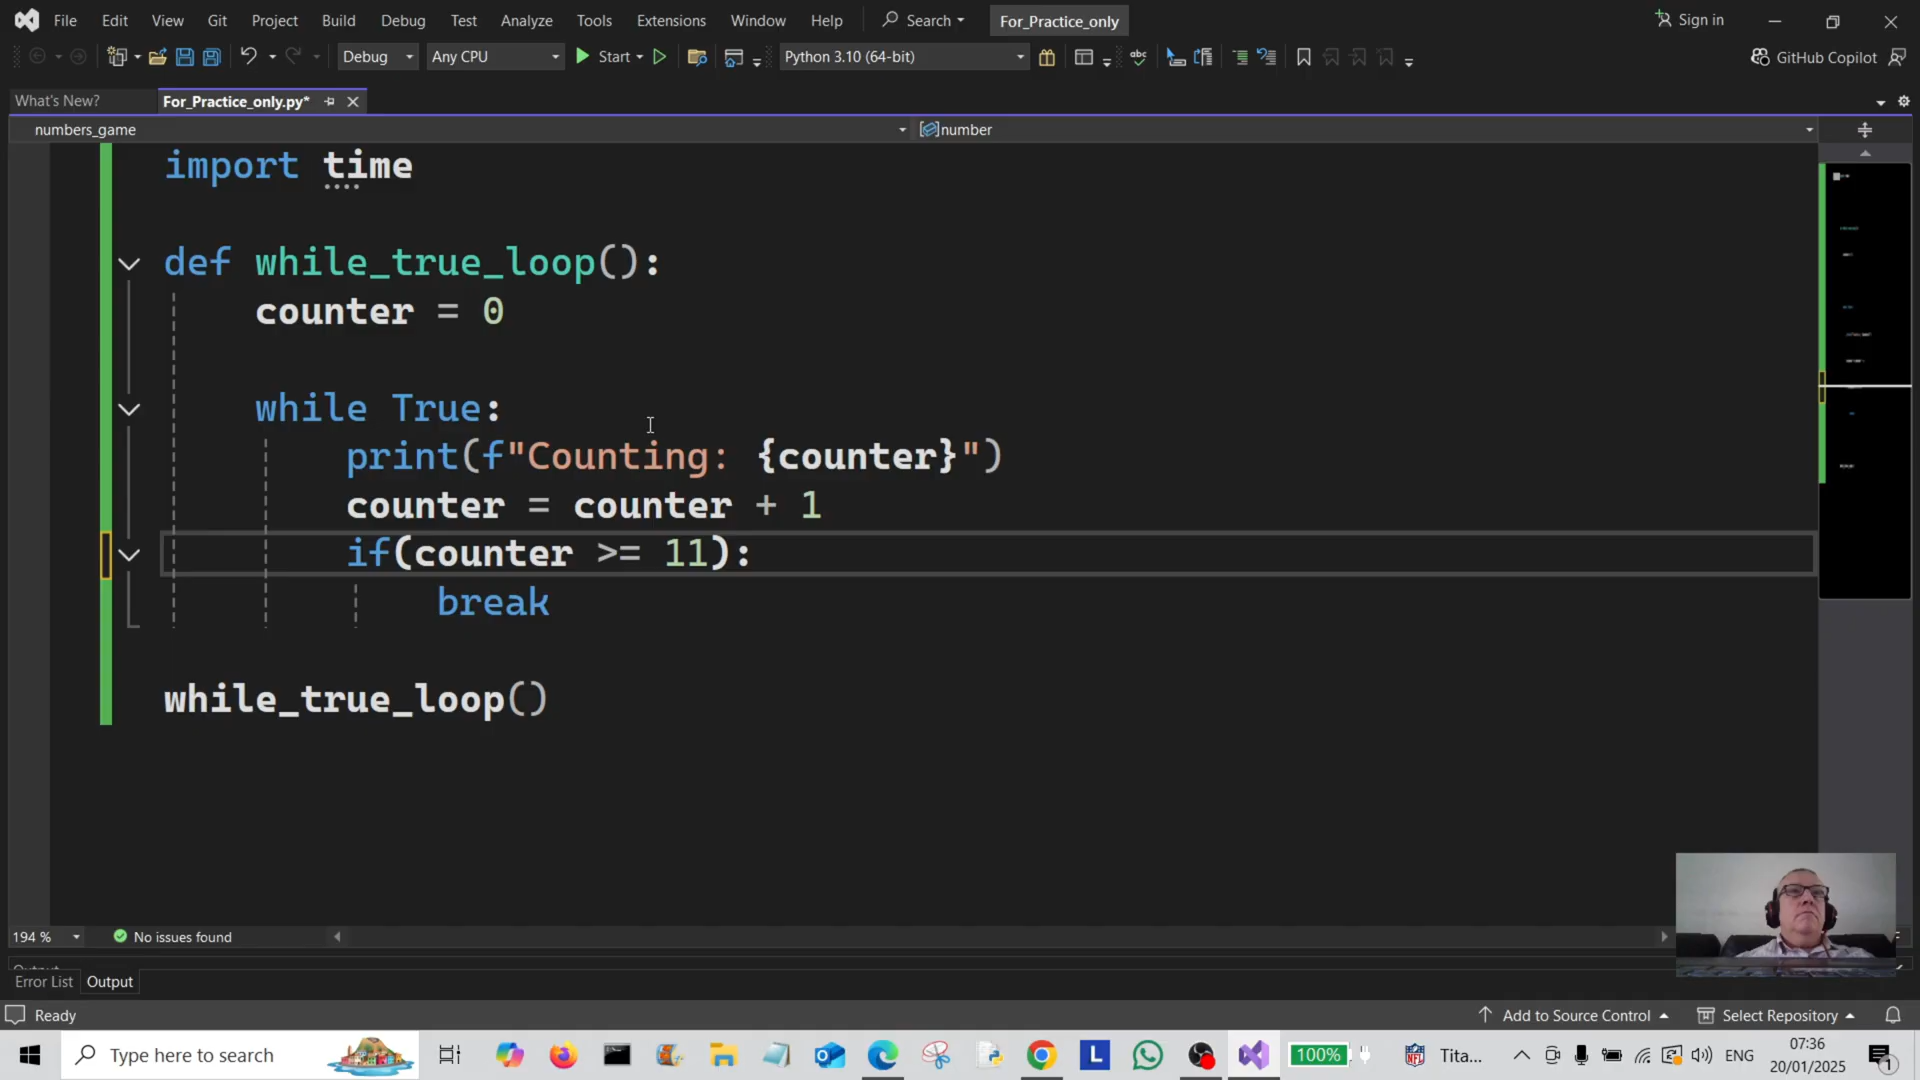 File Edit View Git Project Build Debug Test Analyze Tools Extensions Window Help Search For_Practice_only Sign in
Debug Any CPU Start Python 3.10 (64-bit) abc GitHub Copilot
What's New? For_Practice_only.py*
numbers_game number
import time
def while_true_loop():
counter = 0
while True:
print(f"Counting: {counter}")
counter = counter + 1
if(counter >= 11):
break
while_true_loop()
194 % No issues found
Error List Output
Ready Add to Source Control Select Repository
Type here to search L 100% NFL Tita... ENG 07:36
20/01/2025 1